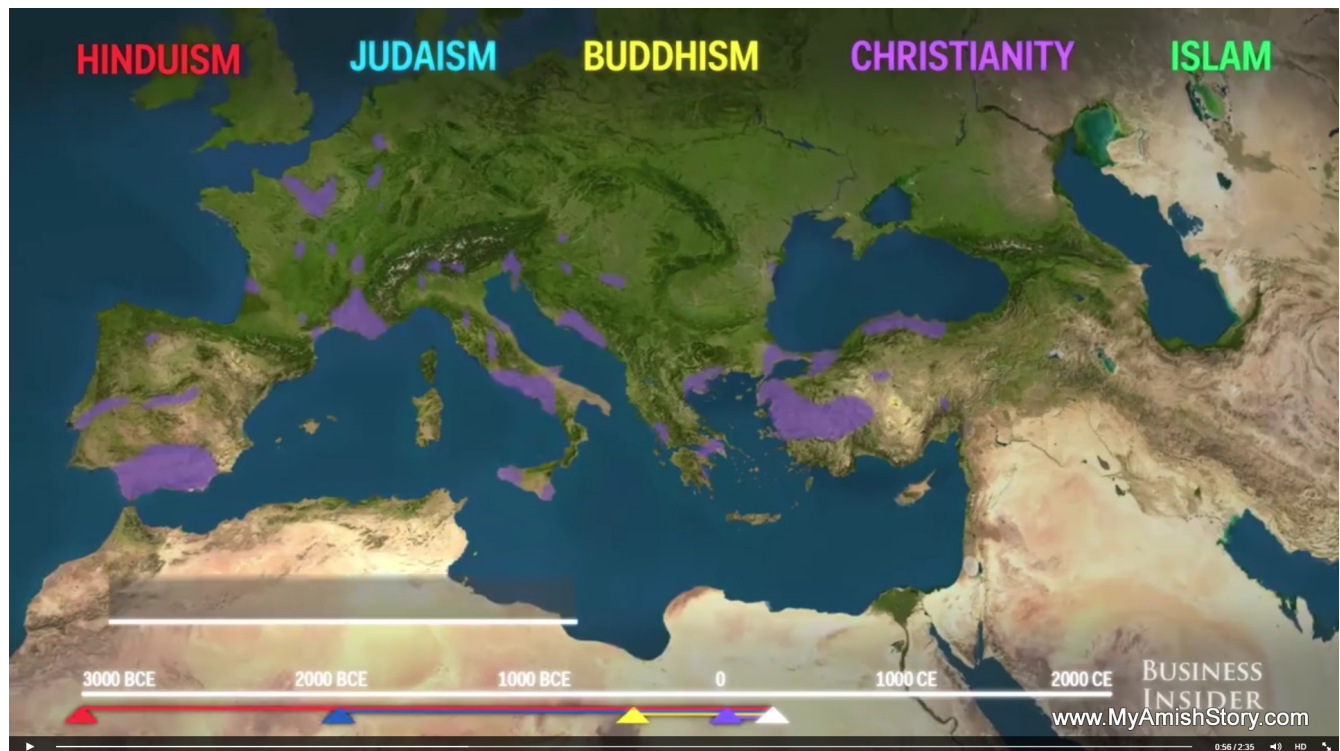 HINDUISM JUDAISM BUDDHISM CHRISTIANITY ISLAM
3000 BCE 2000 BCE 1000 BCE 0 1000 CE 2000 CE
BUSINESS
INSIDER
www.MyAmishStory.com
0:56 / 2:35 HD